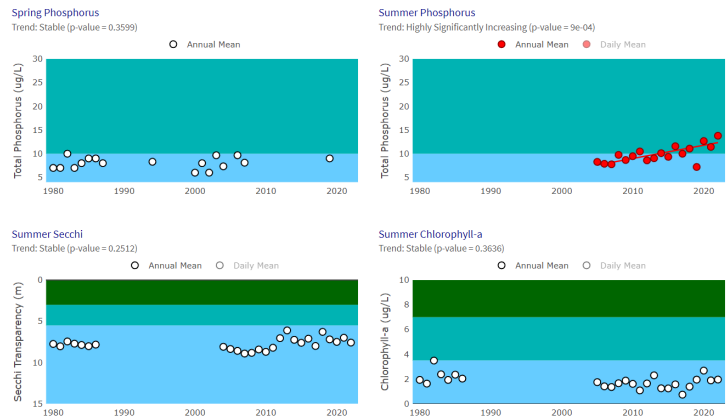 Spring Phosphorus
Trend: Stable (p-value = 0.3599)
Annual Mean
Total Phosphorus (ug/L)
30
25
20
15
10
5
1980 1990 2000 2010 2020
Summer Phosphorus
Trend: Highly Significantly Increasing (p-value = 9e-04)
Annual Mean Daily Mean
Total Phosphorus (ug/L)
30
25
20
15
10
5
1980 1990 2000 2010 2020
Summer Secchi
Trend: Stable (p-value = 0.2512)
Annual Mean Daily Mean
Secchi Transparency (m)
0
5
10
15
1980 1990 2000 2010 2020
Summer Chlorophyll-a
Trend: Stable (p-value = 0.3636)
Annual Mean Daily Mean
Chlorophyll-a (ug/L)
10
8
6
4
2
0
1980 1990 2000 2010 2020